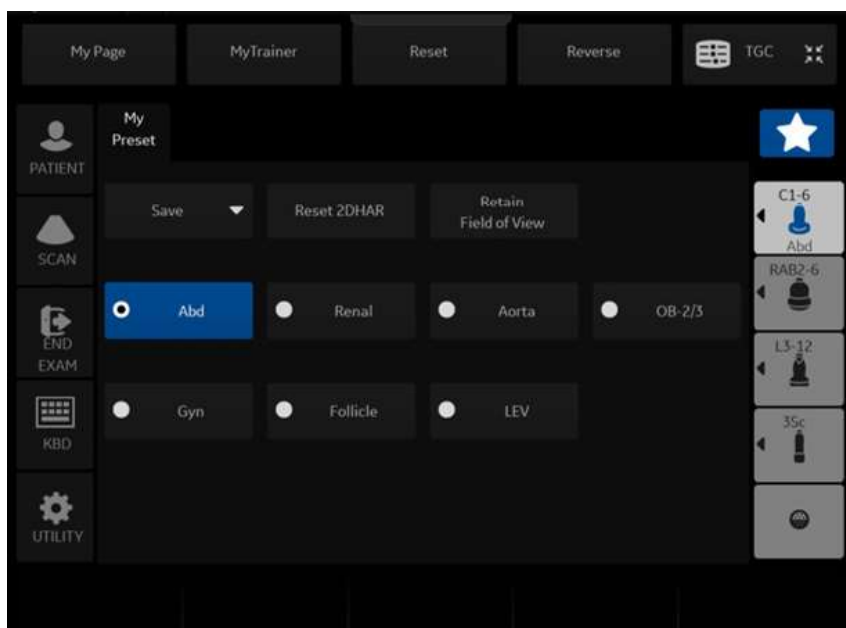 My Page
MyTrainer
Reset
Reverse
TGC
PATIENT
My
Preset
C1-6
Abd
Save
Reset 2DHAR
Retain
Field of View
SCAN
RAB2-6
Abd
Renal
Aorta
OB-2/3
END
EXAM
L3-12
Gyn
Follicle
LEV
KBD
3Sc
UTILITY